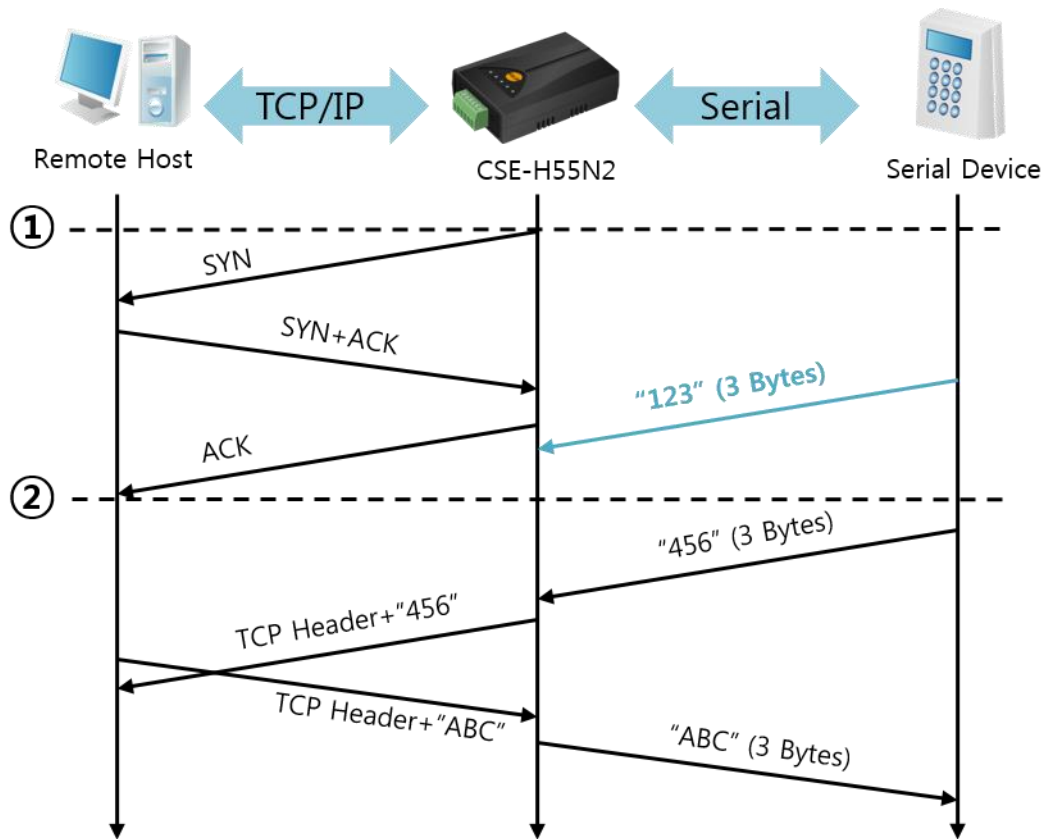 TCP/IP
Serial
Remote Host
CSE-H55N2
Serial Device
①
SYN
SYN+ACK
“123” (3 Bytes)
ACK
②
“456” (3 Bytes)
TCP Header+“456”
TCP Header+“ABC”
“ABC” (3 Bytes)